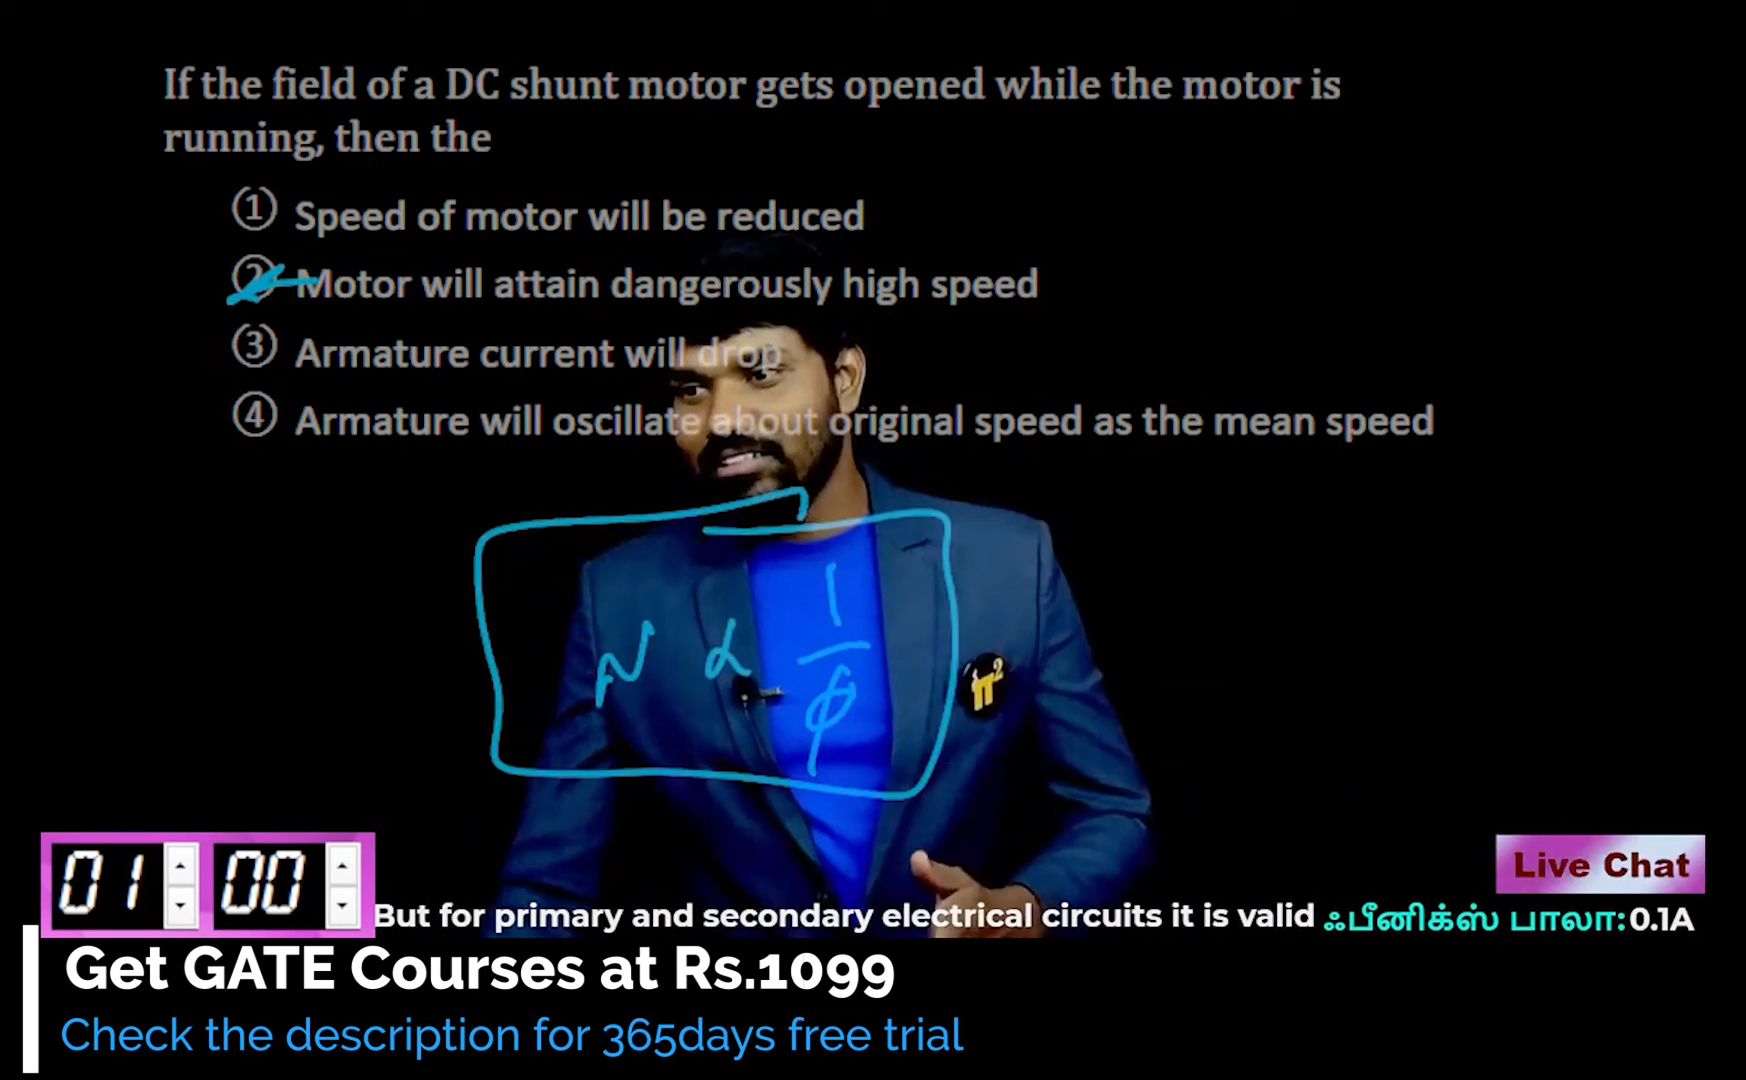 If the field of a DC shunt motor gets opened while the motor is
running, then the
① Speed of motor will be reduced
② Motor will attain dangerously high speed
③ Armature current will drop
④ Armature will oscillate about original speed as the mean speed
N α 1/φ
π²
01 00
Live Chat
But for primary and secondary electrical circuits it is valid ஃபீனிக்ஸ் பாலா: 0.1A
Get GATE Courses at Rs.1099
Check the description for 365days free trial